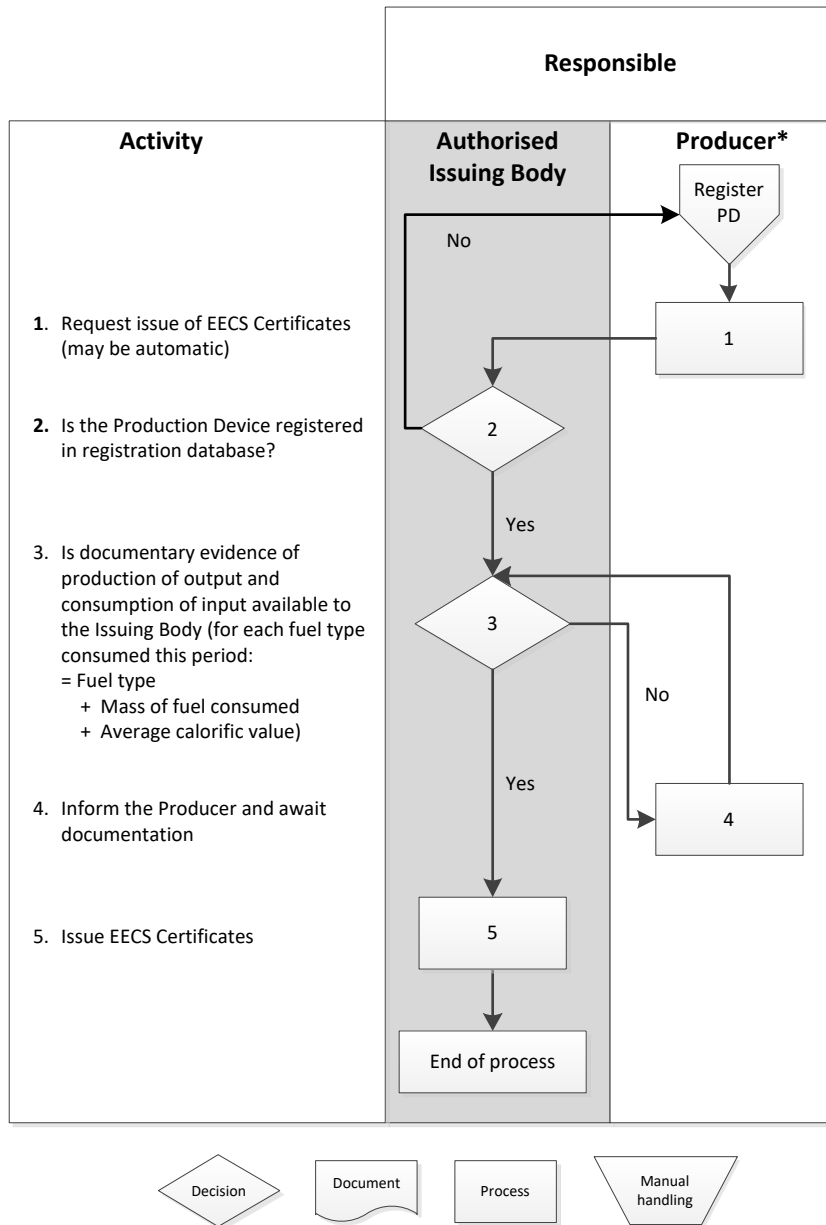 Responsible
Activity
Authorised
Issuing Body
Producer*
Register
PD
No
1. Request issue of EECS Certificates
(may be automatic)
1
2. Is the Production Device registered
in registration database?
2
Yes
3. Is documentary evidence of
production of output and
consumption of input available to
the Issuing Body (for each fuel type
consumed this period:
= Fuel type
+ Mass of fuel consumed
+ Average calorific value)
3
No
Yes
4. Inform the Producer and await
documentation
4
5. Issue EECS Certificates
5
End of process
Decision
Document
Process
Manual
handling